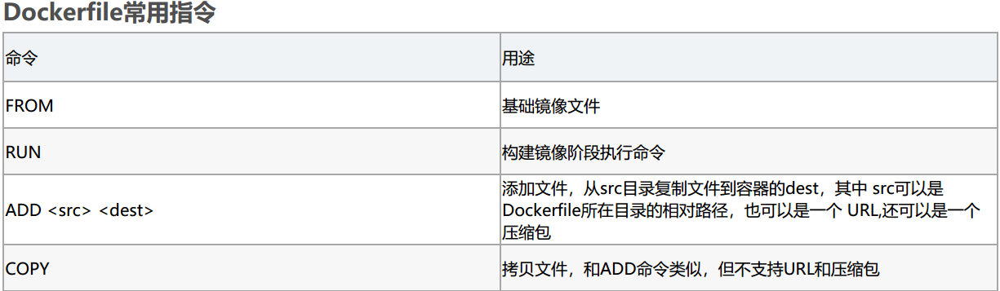 Dockerfile常用指令
命令
用途
FROM
基础镜像文件
RUN
构建镜像阶段执行命令
ADD <src> <dest>
添加文件，从src目录复制文件到容器的dest，其中 src可以是
Dockerfile所在目录的相对路径，也可以是一个 URL,还可以是一个
压缩包
COPY
拷贝文件，和ADD命令类似，但不支持URL和压缩包